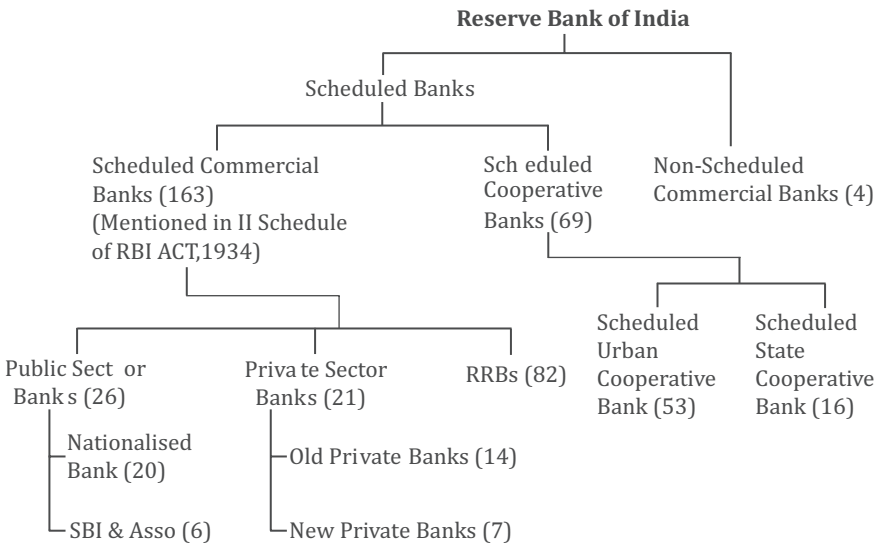 Reserve Bank of India
Scheduled Banks
Scheduled Commercial
Banks (163)
(Mentioned in II Schedule
of RBI ACT,1934)
Sch eduled
Cooperative
Banks (69)
Non-Scheduled
Commercial Banks (4)
Public Sect or
Bank s (26)
Priva te Sector
Banks (21)
RRBs (82)
Scheduled
Urban
Cooperative
Bank (53)
Scheduled
State
Cooperative
Bank (16)
Nationalised
Bank (20)
SBI & Asso (6)
Old Private Banks (14)
New Private Banks (7)